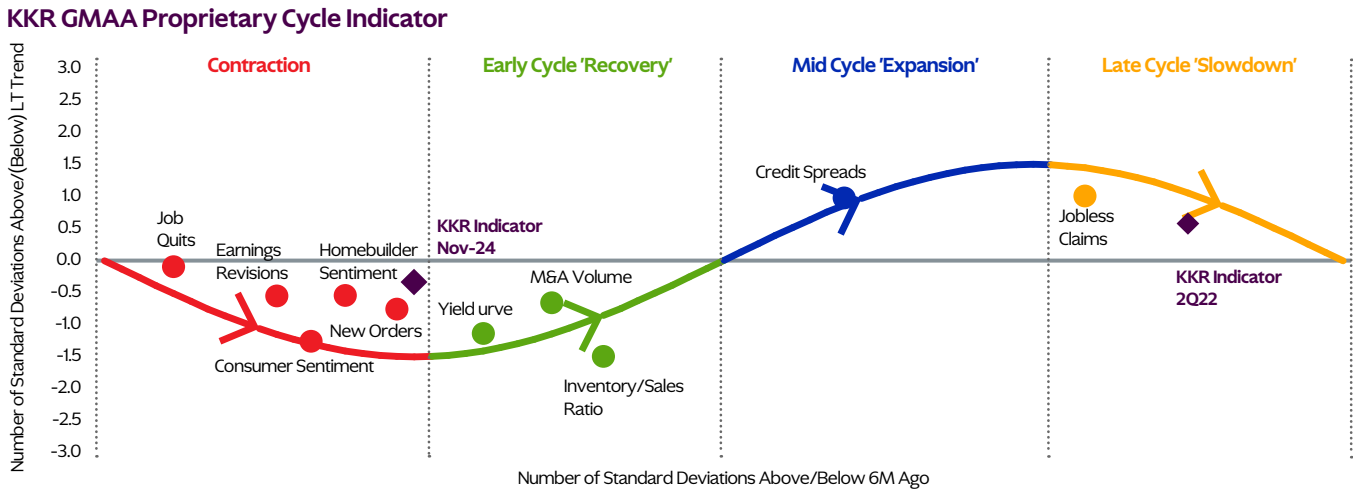 KKR GMAA Proprietary Cycle Indicator
Number of Standard Deviations Above/(Below) LT Trend
3.0
2.5
2.0
1.5
1.0
0.5
0.0
-0.5
-1.0
-1.5
-2.0
-2.5
-3.0
Contraction
Early Cycle 'Recovery'
Mid Cycle 'Expansion'
Late Cycle 'Slowdown'
Job
Quits
Earnings
Revisions
Homebuilder
Sentiment
New Orders
Consumer Sentiment
KKR Indicator
Nov-24
Yield urve
M&A Volume
Inventory/Sales
Ratio
Credit Spreads
Jobless
Claims
KKR Indicator
2Q22
Number of Standard Deviations Above/Below 6M Ago